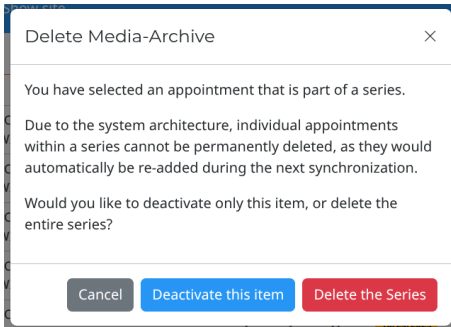 Show site
Delete Media-Archive
You have selected an appointment that is part of a series.
Due to the system architecture, individual appointments
within a series cannot be permanently deleted, as they would
automatically be re-added during the next synchronization.
Would you like to deactivate only this item, or delete the
entire series?
Cancel
Deactivate this item
Delete the Series